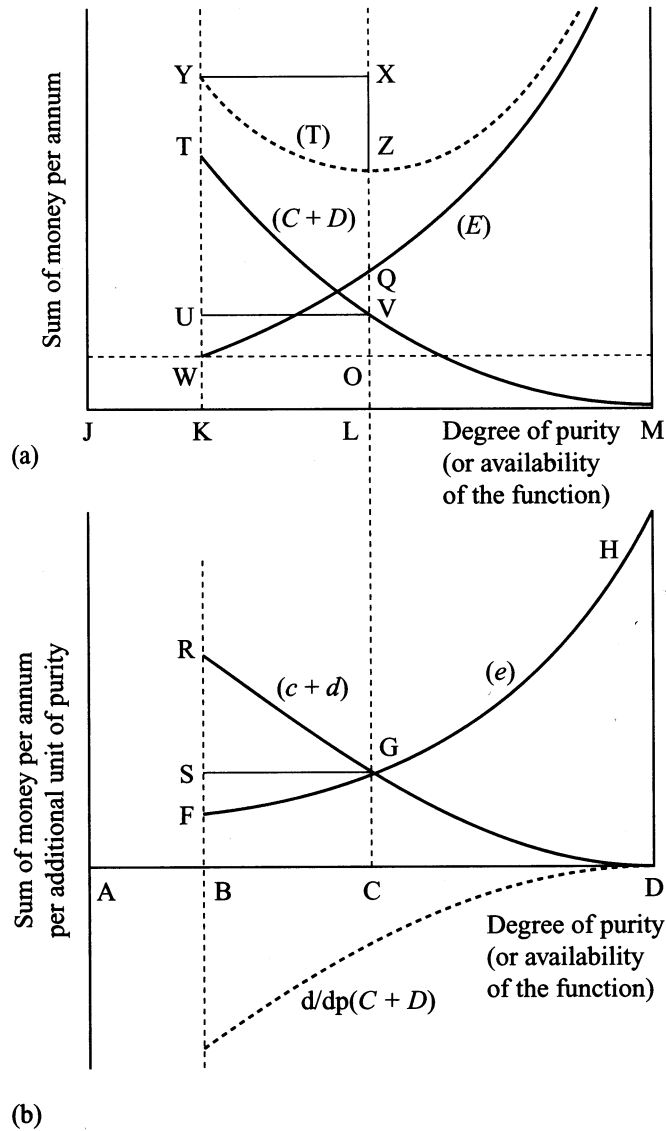 Sum of money per annum
Y
X
(T)
T
Z
(C + D)
(E)
Q
U
V
W
O
J
K
L
Degree of purity
(or availability
of the function)
M
(a)
Sum of money per annum
per additional unit of purity
H
R
(c + d)
(e)
G
S
F
A
B
C
D
Degree of purity
(or availability
of the function)
d/dp(C + D)
(b)